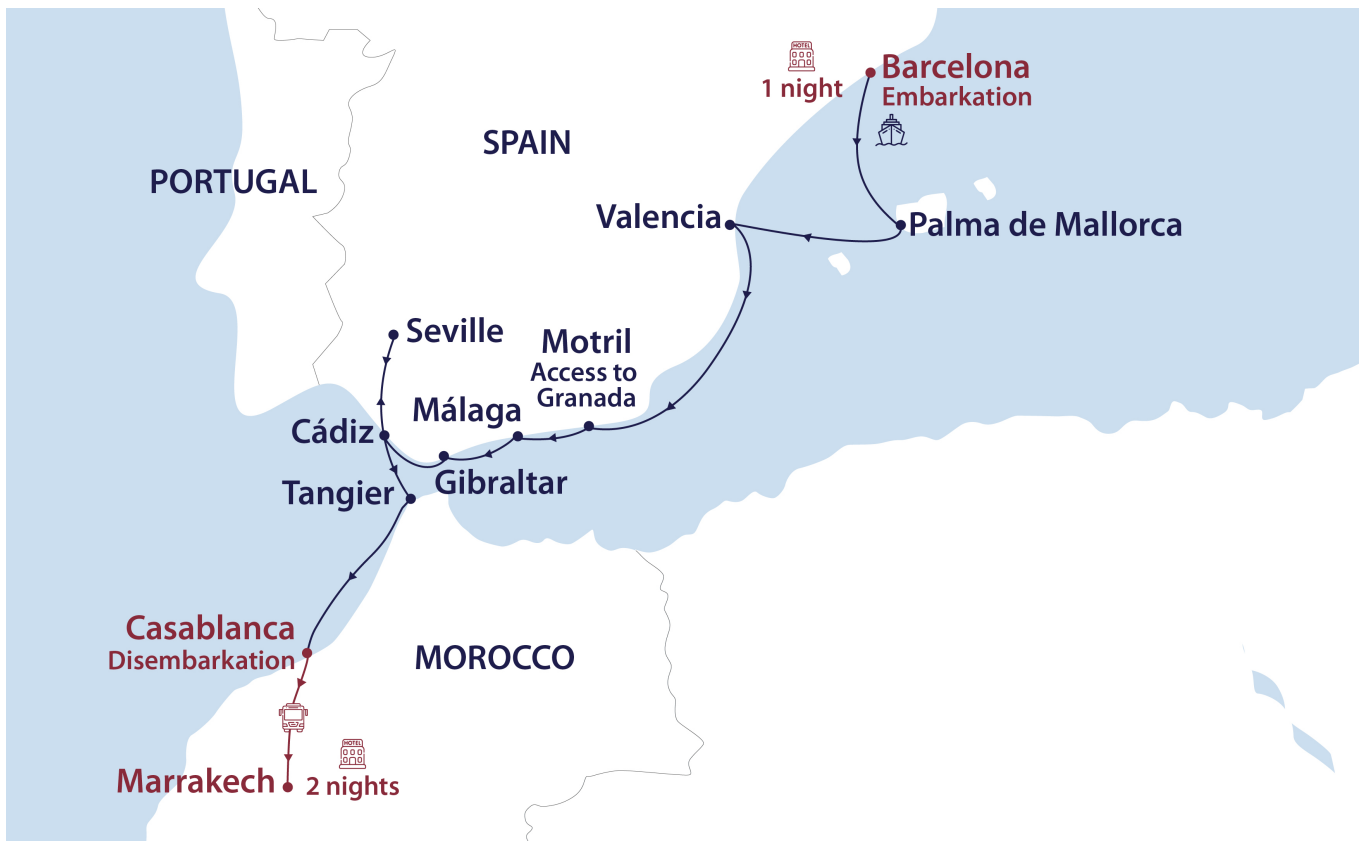 HOTEL
1 night
Barcelona
Embarkation
SPAIN
PORTUGAL
Valencia
Palma de Mallorca
Seville
Motril
Access to
Granada
Málaga
Cádiz
Gibraltar
Tangier
Casablanca
Disembarkation
MOROCCO
HOTEL
Marrakech
2 nights